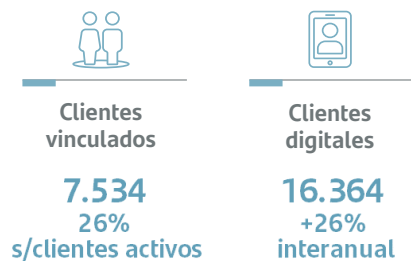 Clientes
vinculados
7.534
26%
s/clientes activos
Clientes
digitales
16.364
+26%
interanual